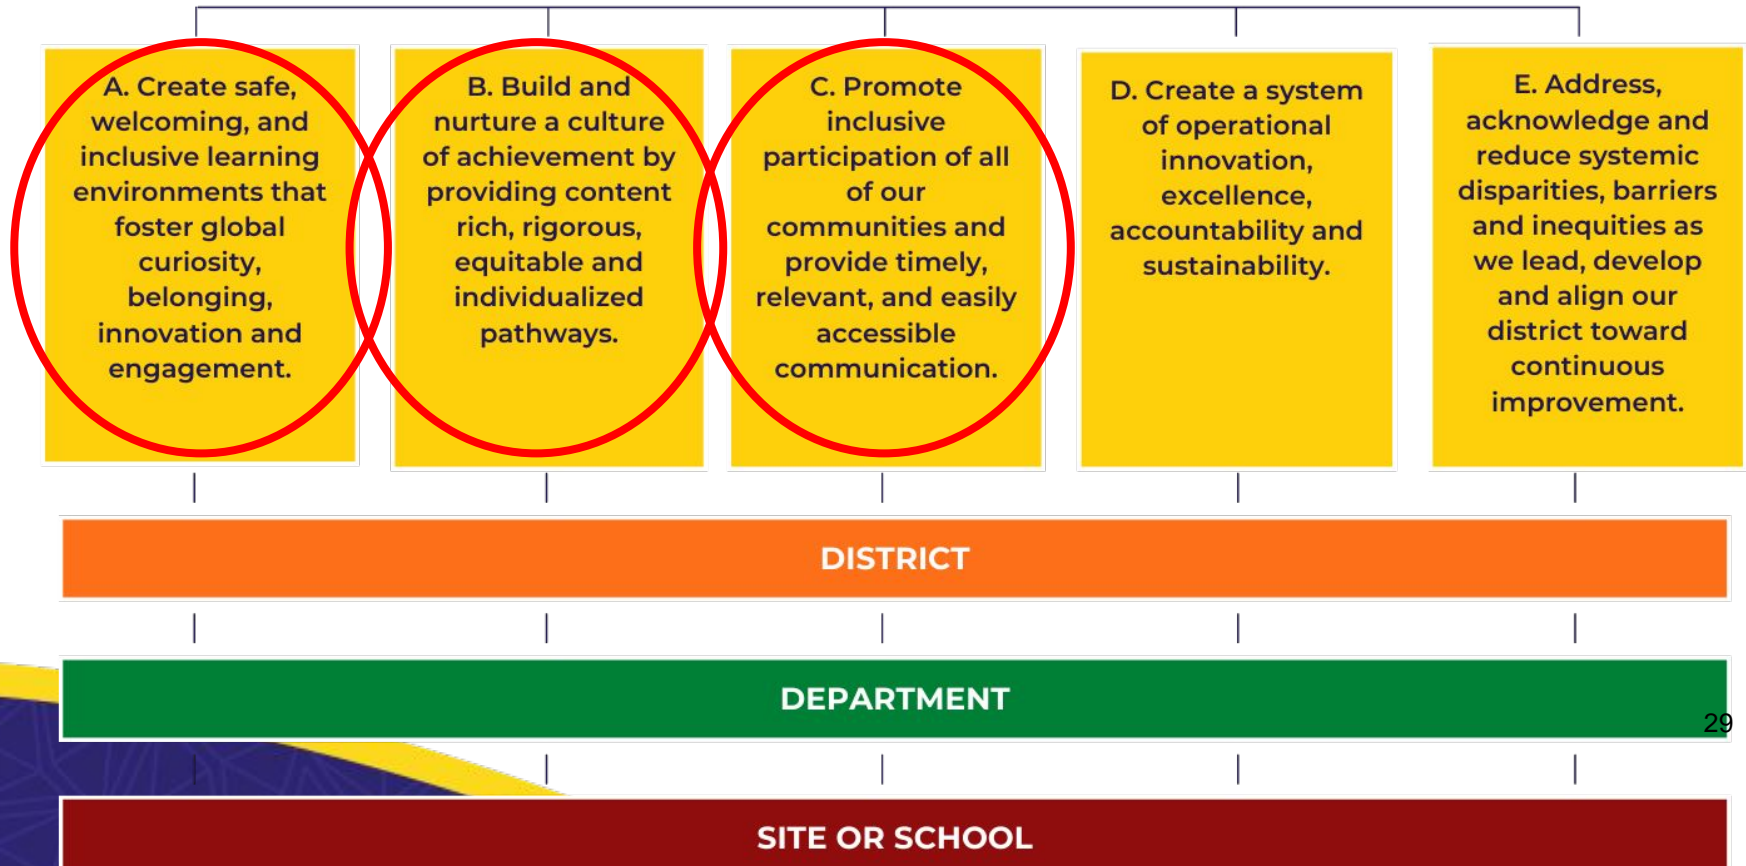 A. Create safe,
welcoming, and
inclusive learning
environments that
foster global
curiosity,
belonging,
innovation and
engagement.
B. Build and
nurture a culture
of achievement by
providing content
rich, rigorous,
equitable and
individualized
pathways.
C. Promote
inclusive
participation of all
of our
communities and
provide timely,
relevant, and easily
accessible
communication.
D. Create a system
of operational
innovation,
excellence,
accountability and
sustainability.
E. Address,
acknowledge and
reduce systemic
disparities, barriers
and inequities as
we lead, develop
and align our
district toward
continuous
improvement.
DISTRICT
DEPARTMENT
29
SITE OR SCHOOL